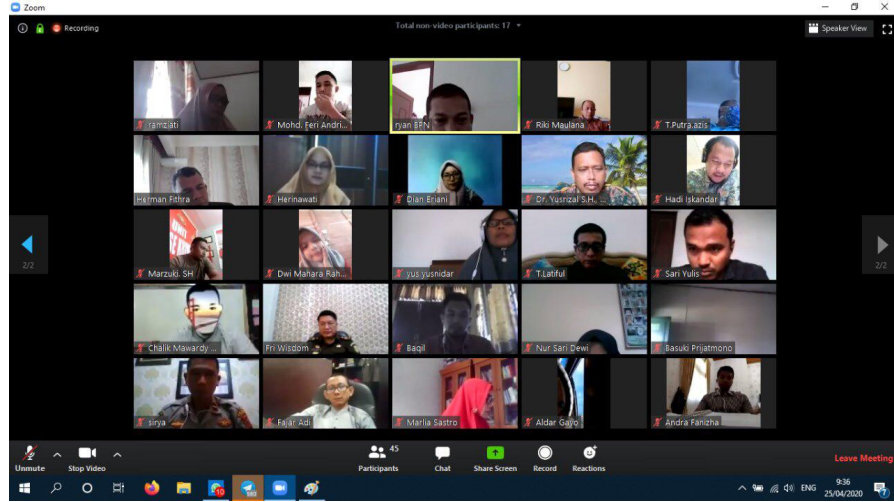 Zoom
Recording
Total non-video participants: 17
Speaker View
ramziati
Mohd. Feri Andri...
ryan BPN
Riki Maulana
T.Putra.azis
Herman Fithra
Herinawati
Dian Eriani
Dr. Yusrizal S.H., ...
Hadi Iskandar
2/2
2/2
Marzuki. SH
Dwi Mahara Rah...
yus yusnidar
T.Latiful
Sari Yulis
Chalik Mawardy ...
Fri Wisdom
Baqil
Nur Sari Dewi
Basuki Prijatmono
sirya
Fajar Adi
Marlia Sastro
Aldar Gayo
Andra Fanizha
45
Unmute
Stop Video
Participants
Chat
Share Screen
Record
Reactions
Leave Meeting
10
ENG
9:36
25/04/2020